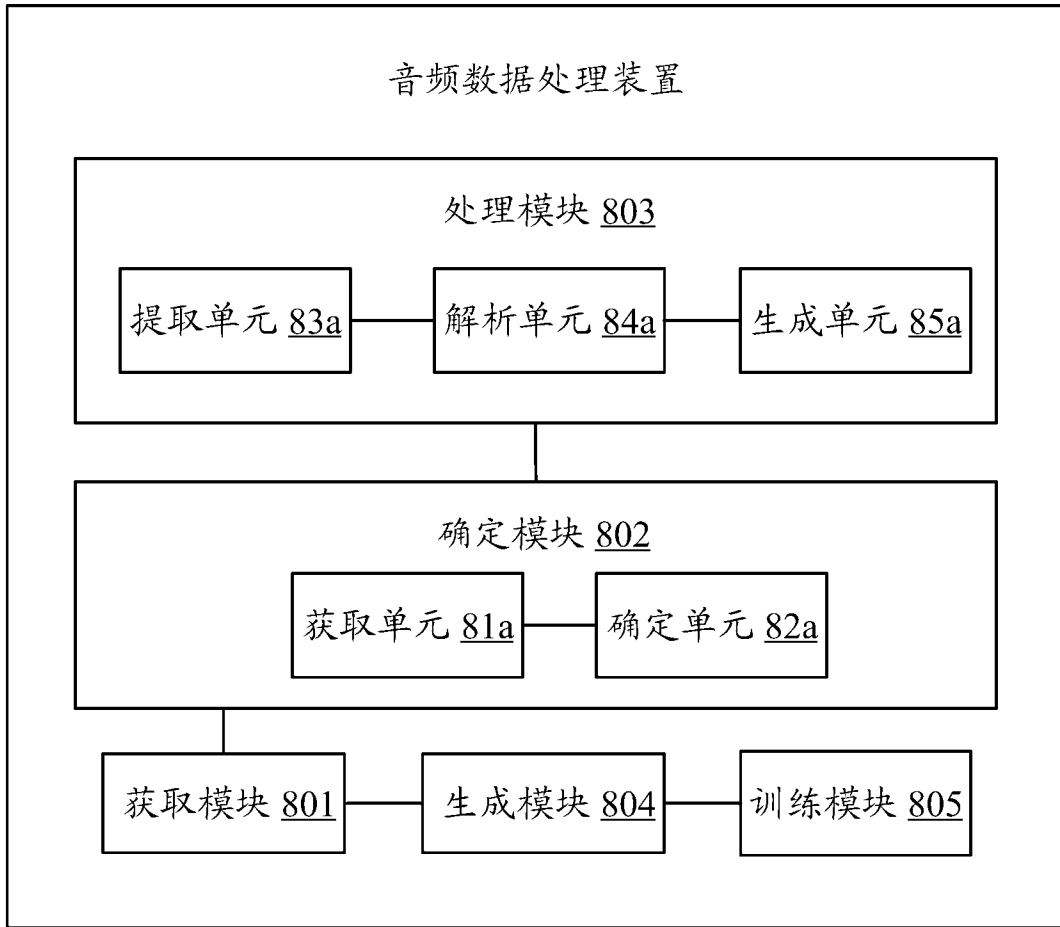 音频数据处理装置
处理模块 803
提取单元 83a
解析单元 84a
生成单元 85a
确定模块 802
获取单元 81a
确定单元 82a
获取模块 801
生成模块 804
训练模块 805